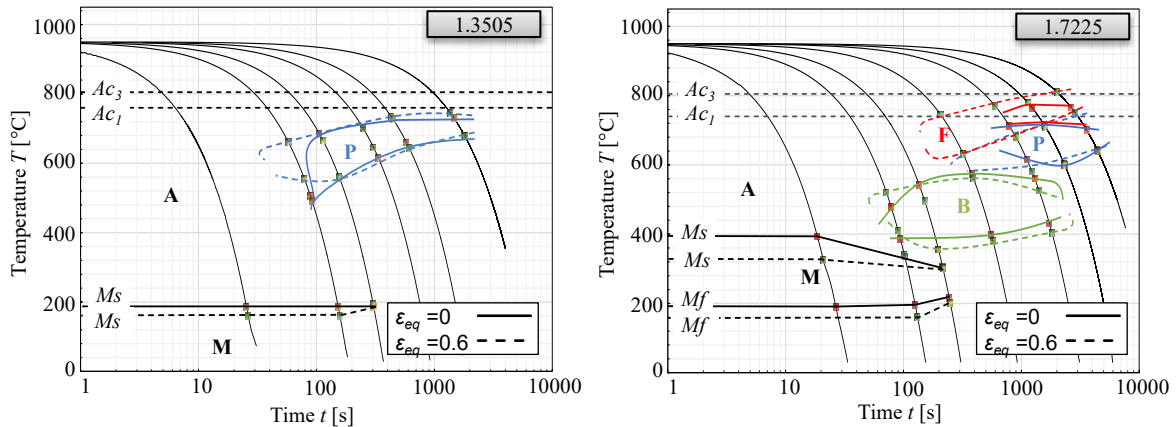 1.3505
1000
800
600
400
200
0
Temperature T [°C]
Ac3
Ac1
A
P
Ms
Ms
M
εeq =0
εeq =0.6
1
10
100
1000
10000
Time t [s]
1.7225
1000
800
600
400
200
0
Temperature T [°C]
Ac3
Ac1
A
F
P
B
Ms
Ms
M
Mf
Mf
εeq =0
εeq =0.6
1
10
100
1000
10000
Time t [s]